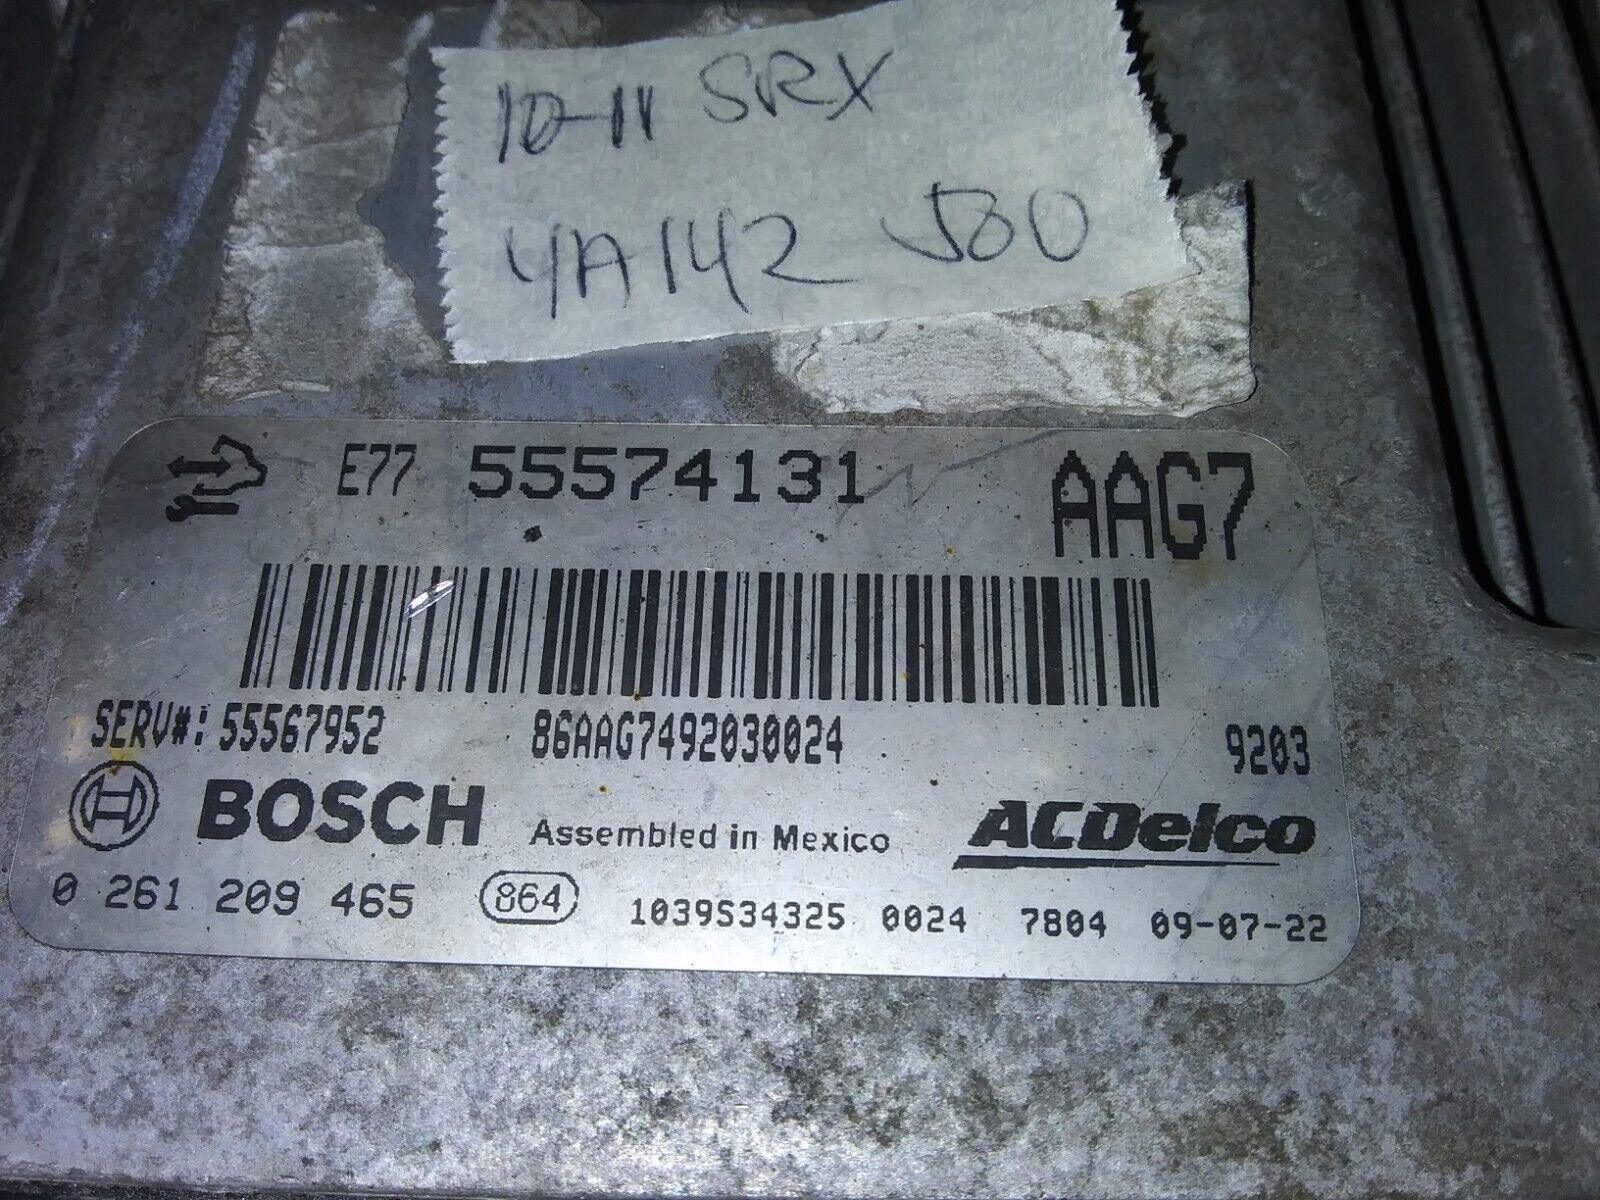 10-11 SRX
4A142 J00
E77 55574131 AAG7
SERV#: 55567952 86AAG7492030024 9203
BOSCH Assembled in Mexico ACDelco
0 261 209 465 864 1039S34325 0024 7804 09-07-22